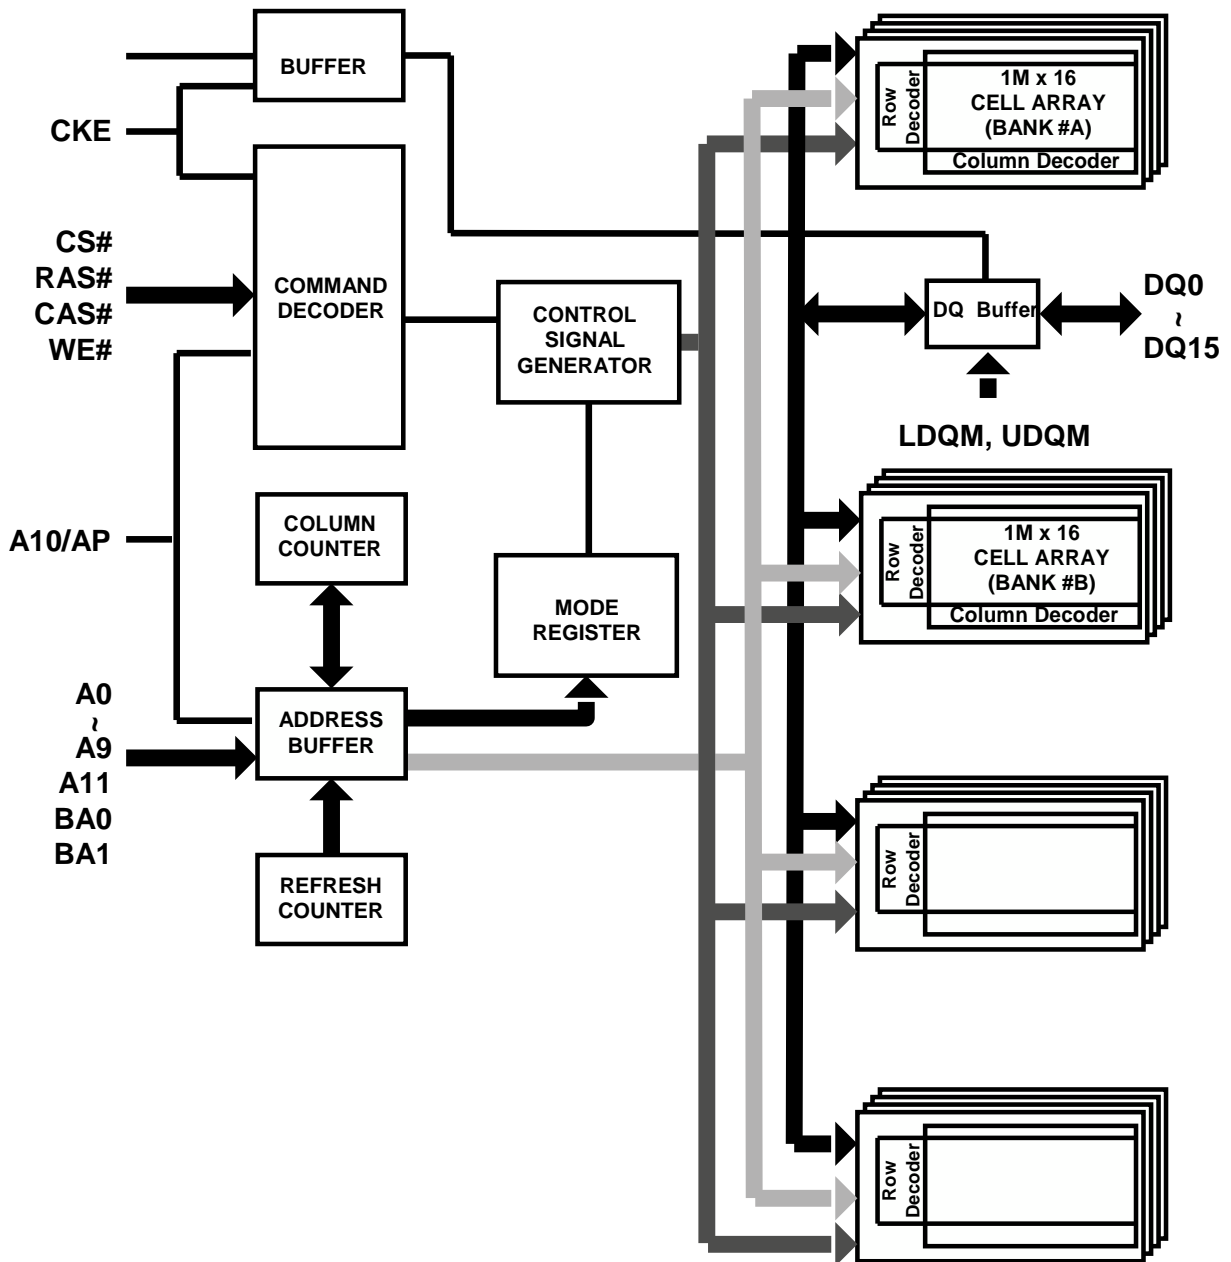 BUFFER
CKE
CS#
RAS#
CAS#
WE#
COMMAND
DECODER
CONTROL
SIGNAL
GENERATOR
A10/AP
COLUMN
COUNTER
MODE
REGISTER
A0
~
A9
A11
BA0
BA1
ADDRESS
BUFFER
REFRESH
COUNTER
Row
Decoder
1M x 16
CELL ARRAY
(BANK #A)
Column Decoder
DQ Buffer
DQ0
~
DQ15
LDQM, UDQM
Row
Decoder
1M x 16
CELL ARRAY
(BANK #B)
Column Decoder
Row
Decoder
Row
Decoder